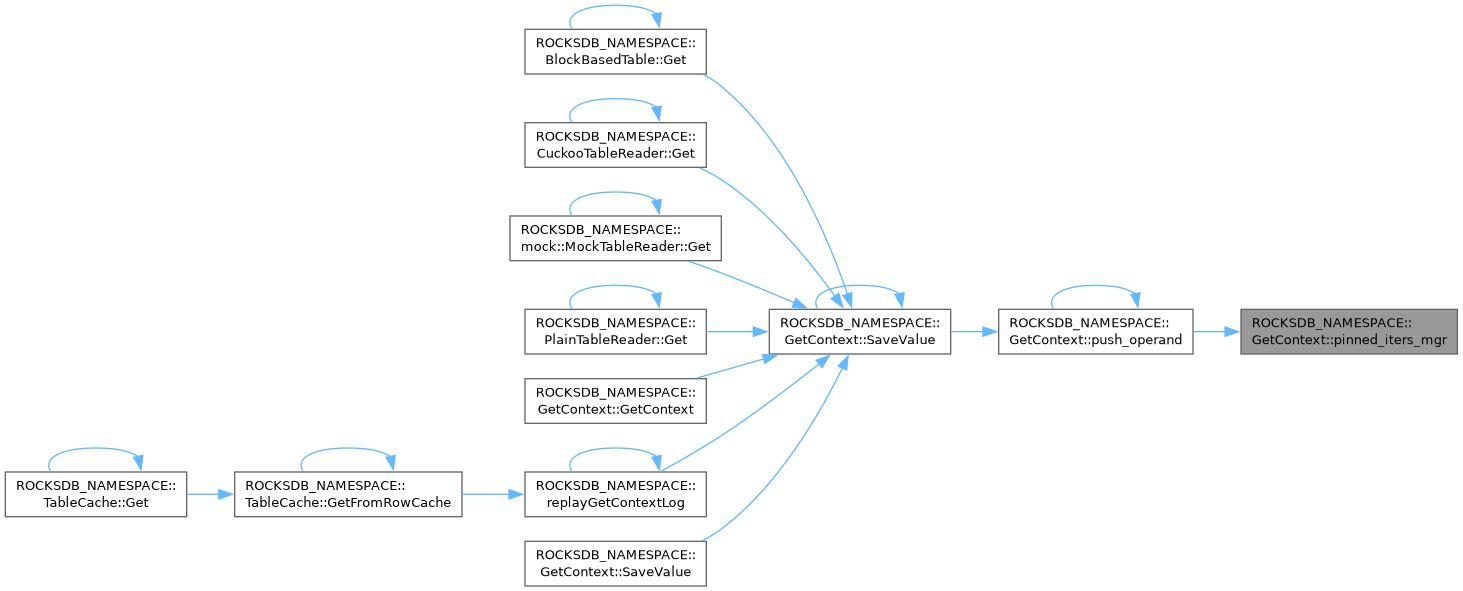 ROCKSDB_NAMESPACE::
BlockBasedTable::Get
ROCKSDB_NAMESPACE::
CuckooTableReader::Get
ROCKSDB_NAMESPACE::
mock::MockTableReader::Get
ROCKSDB_NAMESPACE::
PlainTableReader::Get
ROCKSDB_NAMESPACE::
GetContext::SaveValue
ROCKSDB_NAMESPACE::
GetContext::push_operand
ROCKSDB_NAMESPACE::
GetContext::pinned_iters_mgr
ROCKSDB_NAMESPACE::
GetContext::GetContext
ROCKSDB_NAMESPACE::
TableCache::Get
ROCKSDB_NAMESPACE::
TableCache::GetFromRowCache
ROCKSDB_NAMESPACE::
replayGetContextLog
ROCKSDB_NAMESPACE::
GetContext::SaveValue